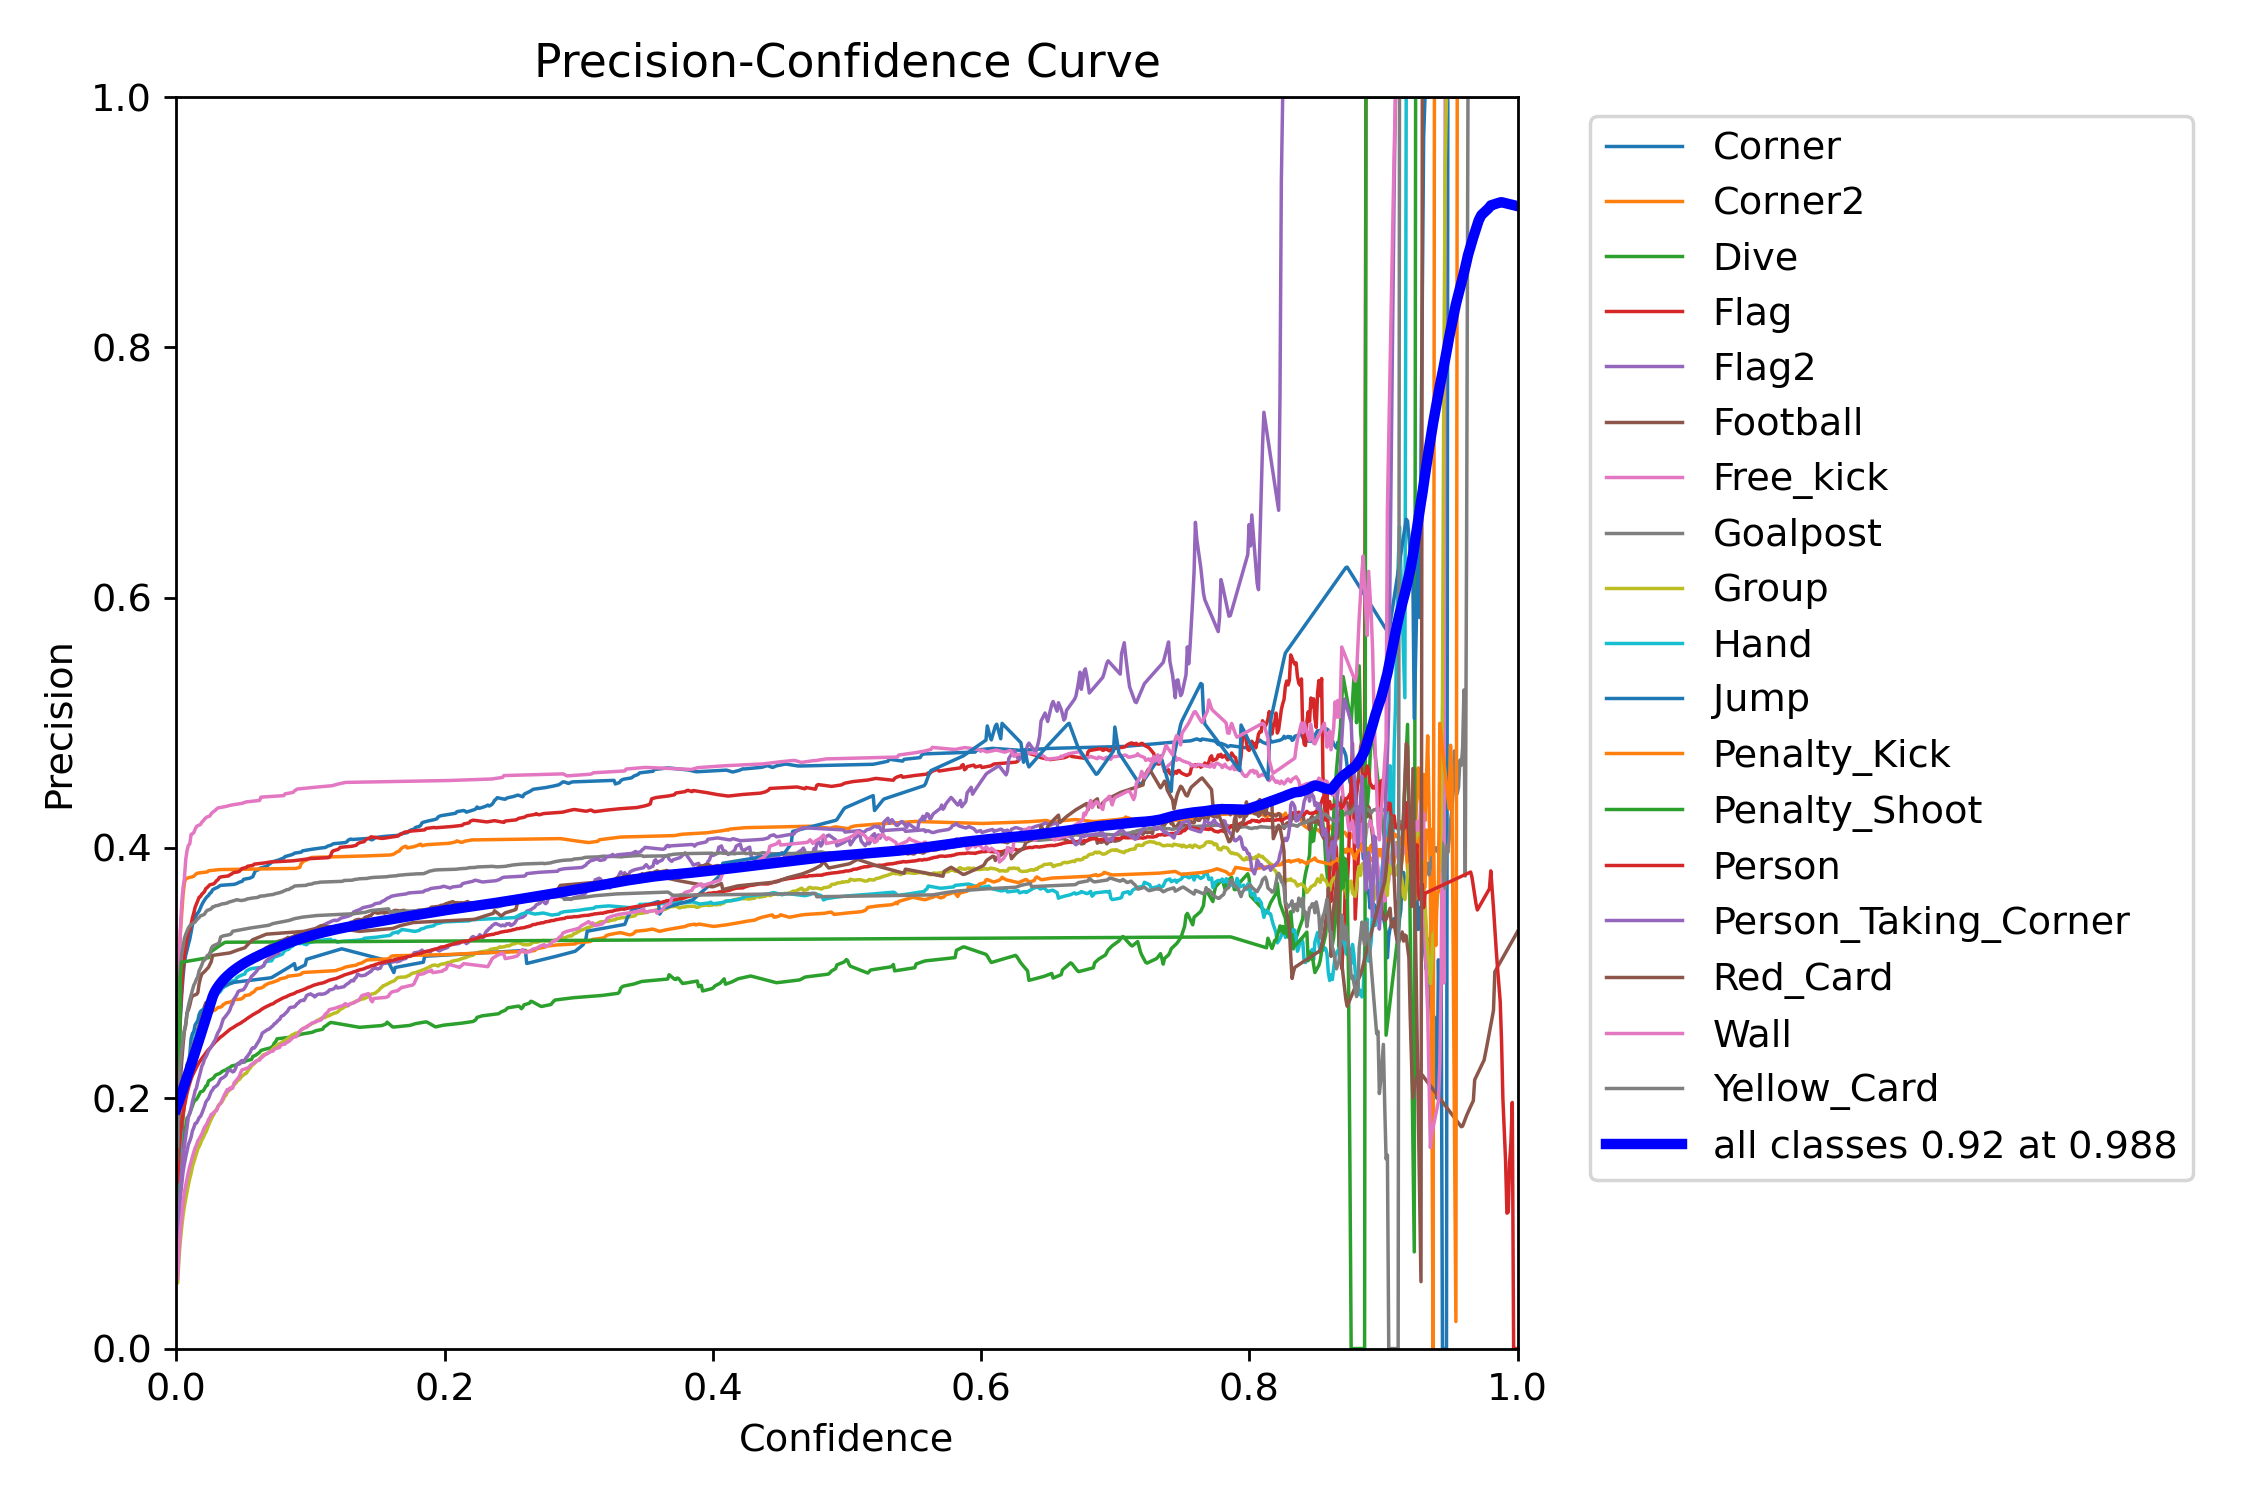 Precision-Confidence Curve
1.0
0.8
0.6
0.4
0.2
0.0
Precision
0.0 0.2 0.4 0.6 0.8 1.0
Confidence
Corner
Corner2
Dive
Flag
Flag2
Football
Free_kick
Goalpost
Group
Hand
Jump
Penalty_Kick
Penalty_Shoot
Person
Person_Taking_Corner
Red_Card
Wall
Yellow_Card
all classes 0.92 at 0.988